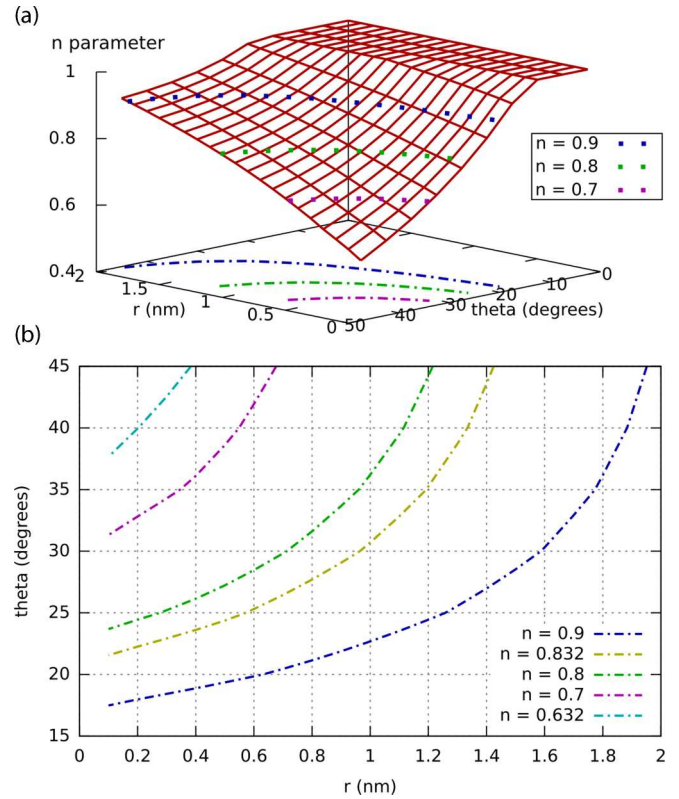 (a)
n parameter
1
0.8
0.6
0.4
2
1.5
1
0.5
0
r (nm)
50
40
30
20
10
0
theta (degrees)
n = 0.9
n = 0.8
n = 0.7
(b)
45
40
35
30
25
20
15
theta (degrees)
n = 0.9
n = 0.832
n = 0.8
n = 0.7
n = 0.632
0
0.2
0.4
0.6
0.8
1
1.2
1.4
1.6
1.8
2
r (nm)